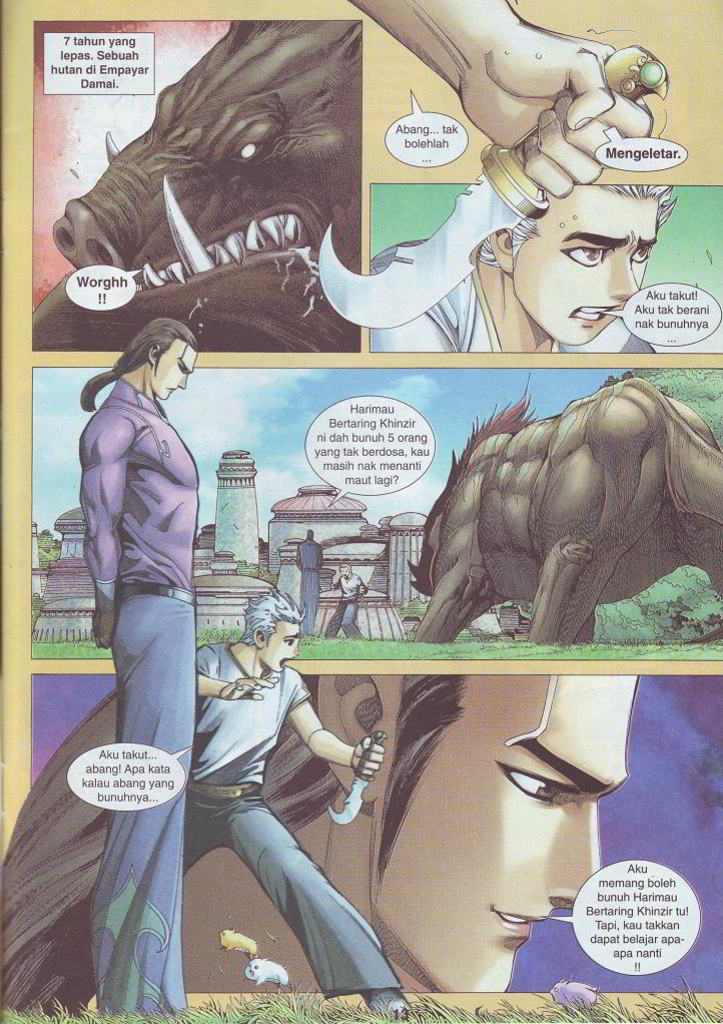 7 tahun yang
lepas. Sebuah
hutan di Empayar
Damai.
Worghh
!!
Abang... tak
bolehlah
...
Mengeletar.
Aku takut!
Aku tak berani
nak bunuhnya
...
Harimau
Bertaring Khinzir
ni dah bunuh 5 orang
yang tak berdosa, kau
masih nak menanti
maut lagi?
Aku takut...
abang! Apa kata
kalau abang yang
bunuhnya...
Aku
memang boleh
bunuh Harimau
Bertaring Khinzir tu!
Tapi, kau takkan
dapat belajar apa-
apa nanti
!!